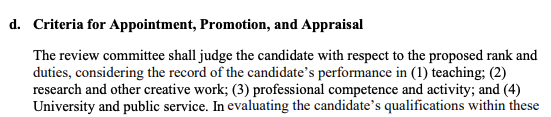 d. Criteria for Appointment, Promotion, and Appraisal
The review committee shall judge the candidate with respect to the proposed rank and
duties, considering the record of the candidate’s performance in (1) teaching; (2)
research and other creative work; (3) professional competence and activity; and (4)
University and public service. In evaluating the candidate’s qualifications within these